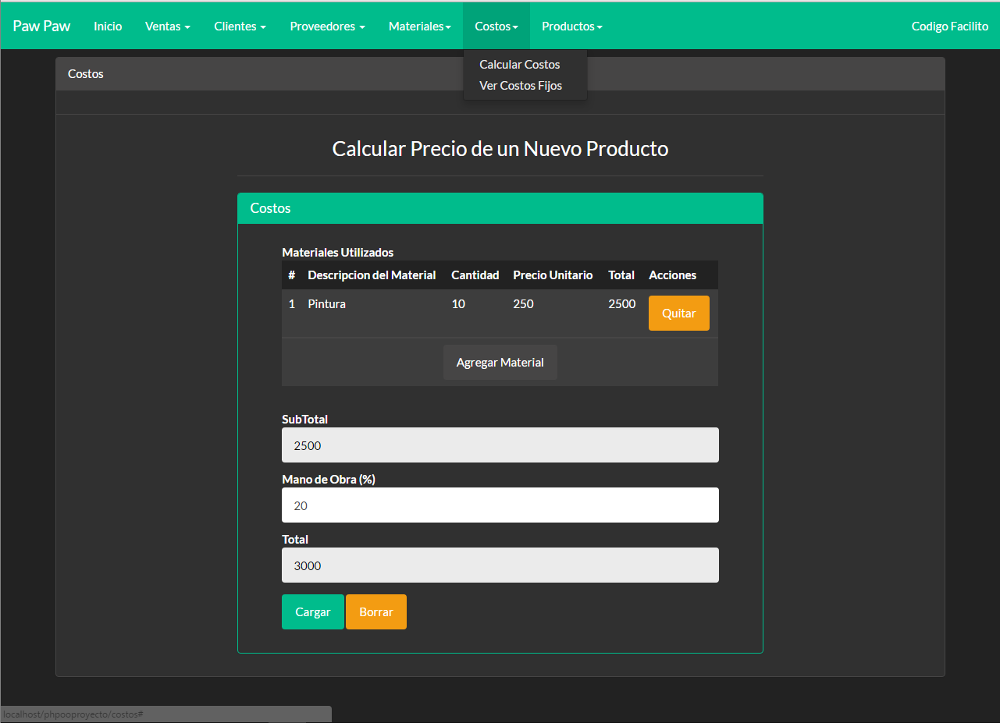 Paw Paw Inicio Ventas Clientes Proveedores Materiales Costos Productos Codigo Facilito
Calcular Costos
Ver Costos Fijos
Costos
Calcular Precio de un Nuevo Producto
Costos
Materiales Utilizados
# Descripcion del Material Cantidad Precio Unitario Total Acciones
1 Pintura 10 250 2500 Quitar
Agregar Material
SubTotal
2500
Mano de Obra (%)
20
Total
3000
Cargar Borrar
localhost/phpooproyecto/costos#